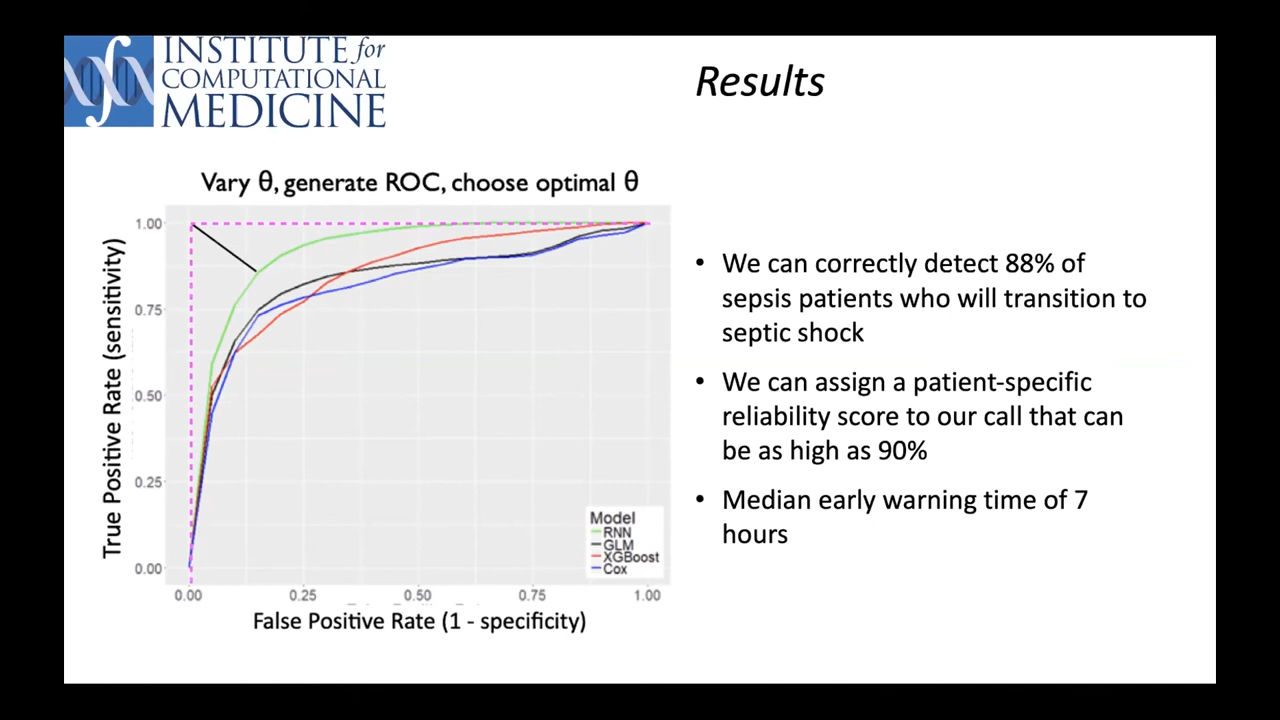 INSTITUTE for
COMPUTATIONAL
MEDICINE
Results
Vary θ, generate ROC, choose optimal θ
True Positive Rate (sensitivity)
1.00
0.75
0.50
0.25
0.00
Model
RNN
GLM
XGBoost
Cox
0.00 0.25 0.50 0.75 1.00
False Positive Rate (1 - specificity)
• We can correctly detect 88% of
sepsis patients who will transition to
septic shock
• We can assign a patient-specific
reliability score to our call that can
be as high as 90%
• Median early warning time of 7
hours